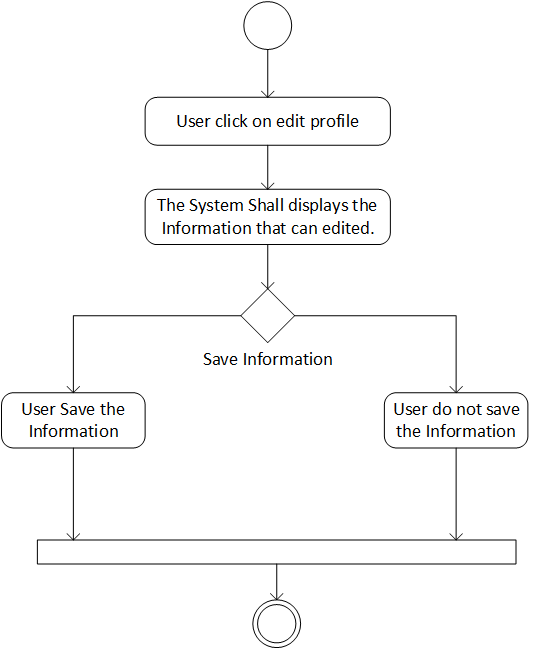 User click on edit profile
The System Shall displays the
Information that can edited.
Save Information
User Save the
Information
User do not save
the Information